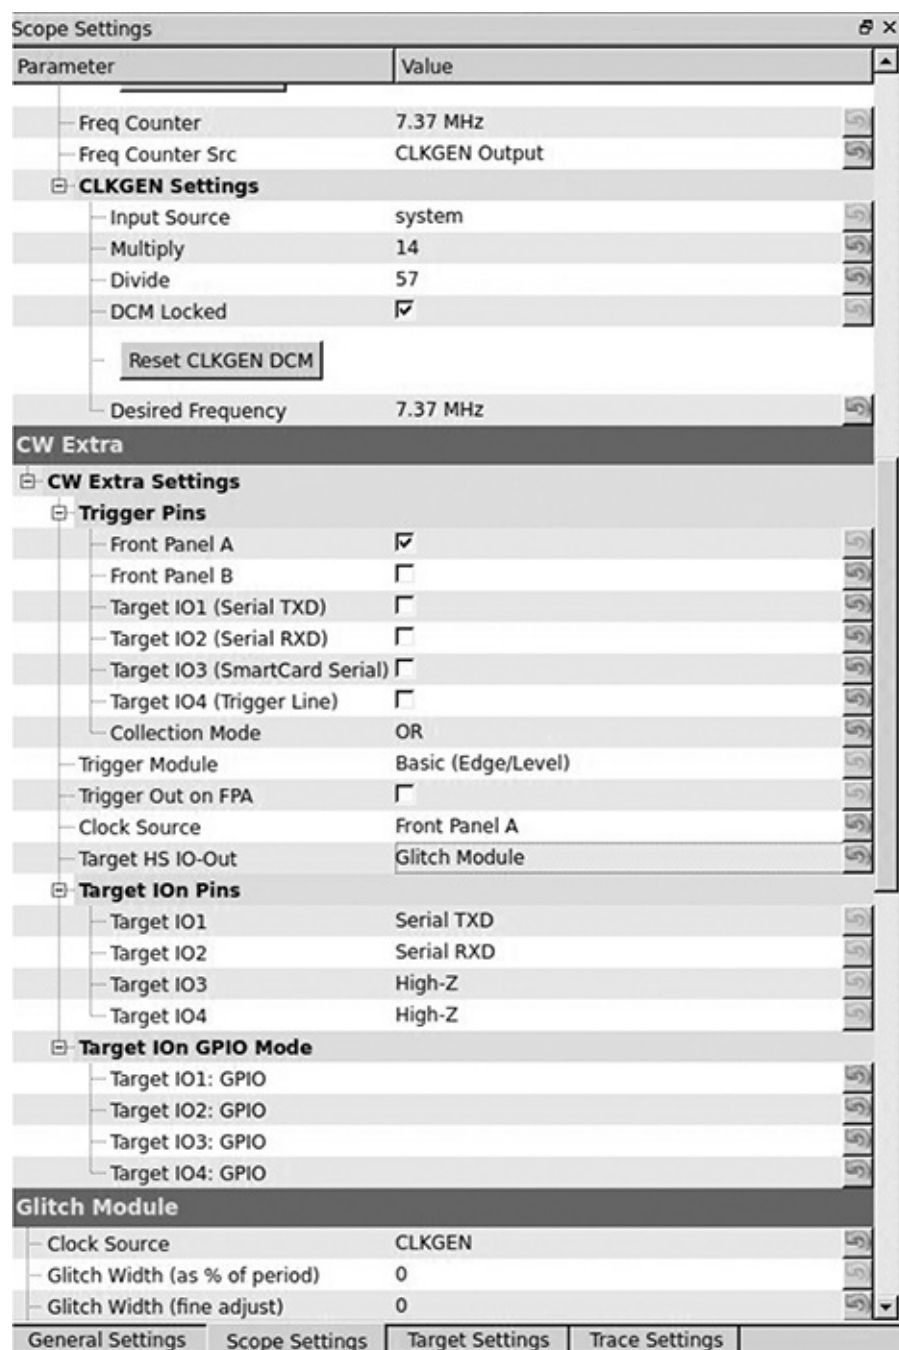 Scope Settings
Parameter Value
Freq Counter 7.37 MHz
Freq Counter Src CLKGEN Output
CLKGEN Settings
Input Source system
Multiply 14
Divide 57
DCM Locked
Reset CLKGEN DCM
Desired Frequency 7.37 MHz
CW Extra
CW Extra Settings
Trigger Pins
Front Panel A
Front Panel B
Target IO1 (Serial TXD)
Target IO2 (Serial RXD)
Target IO3 (SmartCard Serial)
Target IO4 (Trigger Line)
Collection Mode OR
Trigger Module Basic (Edge/Level)
Trigger Out on FPA
Clock Source Front Panel A
Target HS IO-Out Glitch Module
Target IOn Pins
Target IO1 Serial TXD
Target IO2 Serial RXD
Target IO3 High-Z
Target IO4 High-Z
Target IOn GPIO Mode
Target IO1: GPIO
Target IO2: GPIO
Target IO3: GPIO
Target IO4: GPIO
Glitch Module
Clock Source CLKGEN
Glitch Width (as % of period) 0
Glitch Width (fine adjust) 0
General Settings Scope Settings Target Settings Trace Settings